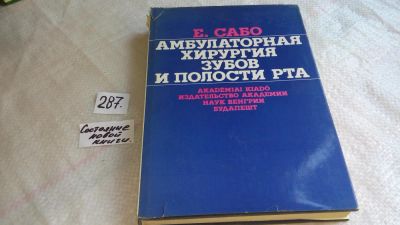 Е. САБО
АМБУЛАТОРНАЯ
ХИРУРГИЯ
ЗУБОВ
И ПОЛОСТИ РТА
AKADÉMIAI KIADÓ
ИЗДАТЕЛЬСТВО АКАДЕМИИ
НАУК ВЕНГРИИ
БУДАПЕШТ
287.
Состояние
новой
книги.